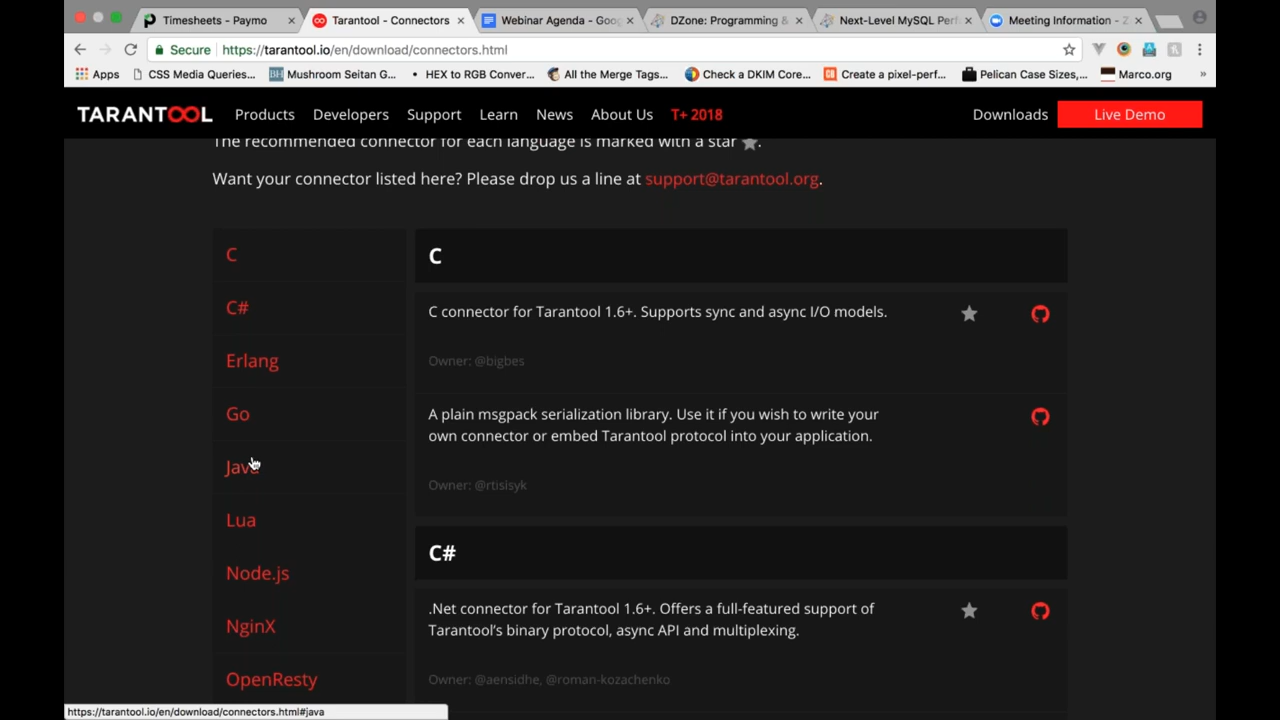 Timesheets - Paymo
Tarantool - Connectors
Webinar Agenda - Goog
DZone: Programming &
Next-Level MySQL Perf
Meeting Information - Z
Secure https://tarantool.io/en/download/connectors.html
Apps CSS Media Queries... Mushroom Seitan G... • HEX to RGB Conver... All the Merge Tags... Check a DKIM Core... Create a pixel-perf... Pelican Case Sizes,... Marco.org »
TARANTOOL Products Developers Support Learn News About Us T+ 2018 Downloads Live Demo
The recommended connector for each language is marked with a star .
Want your connector listed here? Please drop us a line at support@tarantool.org.
C
C#
Erlang
Go
Java
Lua
Node.js
NginX
OpenResty
C
C connector for Tarantool 1.6+. Supports sync and async I/O models.
Owner: @bigbes
A plain msgpack serialization library. Use it if you wish to write your
own connector or embed Tarantool protocol into your application.
Owner: @rtisisyk
C#
.Net connector for Tarantool 1.6+. Offers a full-featured support of
Tarantool's binary protocol, async API and multiplexing.
Owner: @aensidhe, @roman-kozachenko
https://tarantool.io/en/download/connectors.html#java